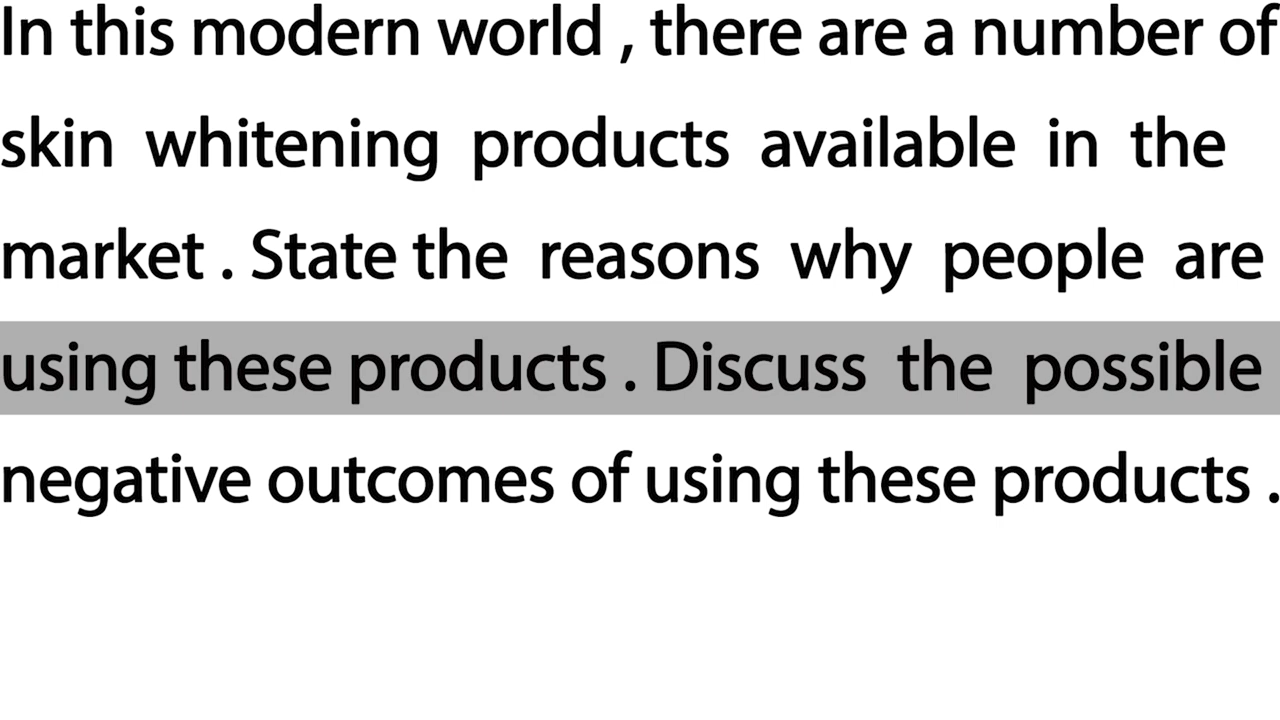 In this modern world , there are a number of
skin whitening products available in the
market . State the reasons why people are
using these products . Discuss the possible
negative outcomes of using these products .